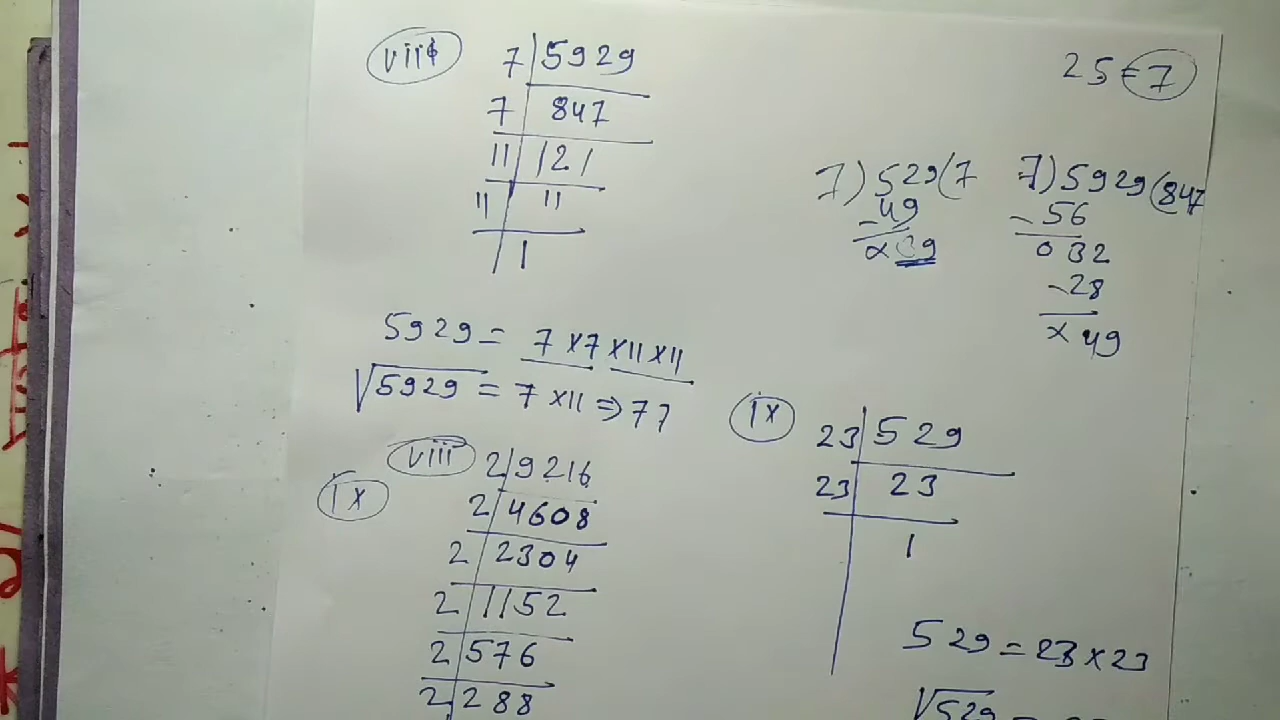 vii
7 | 5929
7 | 847
11 | 121
11 | 11
1
5929 = 7 × 7 × 11 × 11
√5929 = 7 × 11 ⇒ 77
25 = 7
7)529(7
- 49
× 39
7)5929(847
- 56
032
- 28
× 49
viii
ix
2 | 9216
2 | 4608
2 | 2304
2 | 1152
2 | 576
2 | 288
ix
23 | 529
23 | 23
1
529 = 23 × 23
√529 =